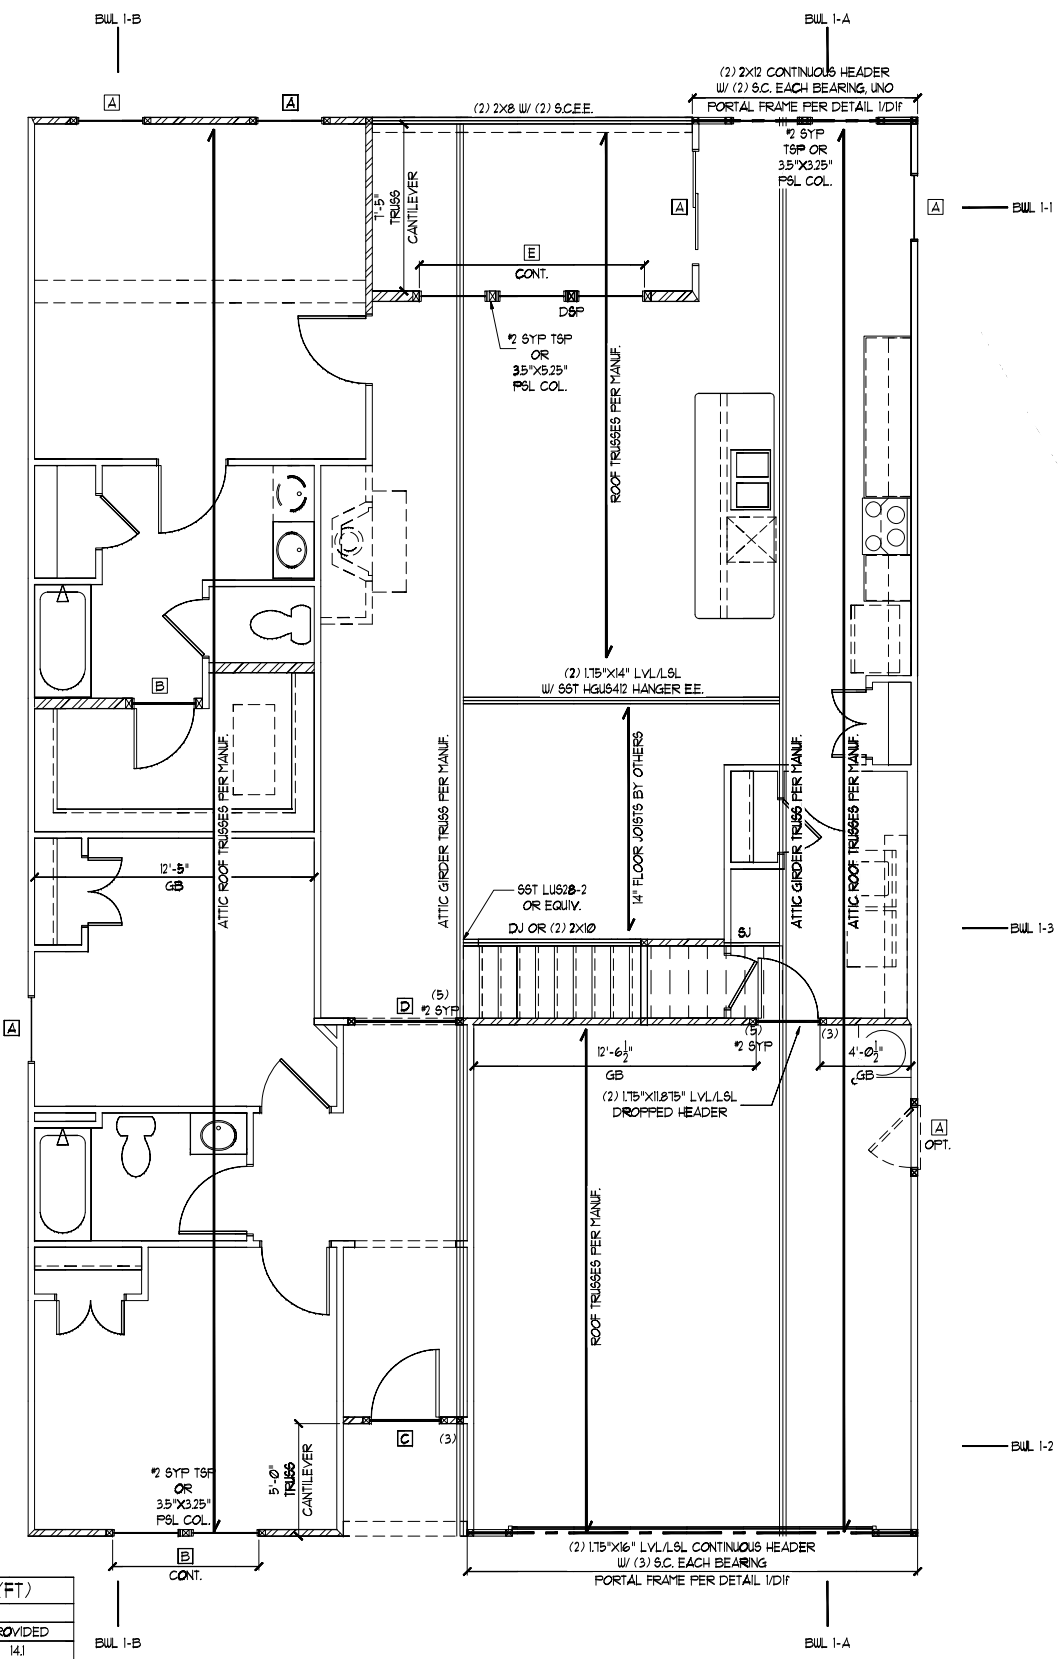 BWL 1-B
BWL 1-A
(2) 2X12 CONTINUOUS HEADER
W/ (2) S.C. EACH BEARING, UNO
PORTAL FRAME PER DETAIL 1/D1f
A
A
(2) 2X8 W/ (2) S.C.E.E.
#2 SYP
TSP OR
3.5"X3.25"
PSL COL.
7'-5"
TRUSS
CANTILEVER
A
A
BWL 1-1
E
CONT.
DSP
#2 SYP TSP
OR
3.5"X5.25"
PSL COL.
ROOF TRUSSES PER MANUF.
(2) 1.75"X14" LVL/LSL
W/ SST HGUS412 HANGER E.E.
B
ATTIC ROOF TRUSSES PER MANUF.
ATTIC GIRDER TRUSS PER MANUF.
14" FLOOR JOISTS BY OTHERS
ATTIC GIRDER TRUSS PER MANUF.
ATTIC ROOF TRUSSES PER MANUF.
12'-5"
GB
SST LUS28-2
OR EQUIV.
DJ OR (2) 2X10
SJ
BWL 1-3
A
D
(5)
#2 SYP
(5)
#2 SYP
(3)
12'-6 1/2"
GB
4'-0 1/2"
GB
(2) 1.75"X11.875" LVL/LSL
DROPPED HEADER
A
OPT.
ROOF TRUSSES PER MANUF.
C
(3)
BWL 1-2
5'-0"
TRUSS
CANTILEVER
#2 SYP TSP
OR
3.5"X3.25"
PSL COL.
B
CONT.
(2) 1.75"X16" LVL/LSL CONTINUOUS HEADER
W/ (3) S.C. EACH BEARING
PORTAL FRAME PER DETAIL 1/D1f
(FT)
ROVIDED
14.1
BWL 1-B
BWL 1-A